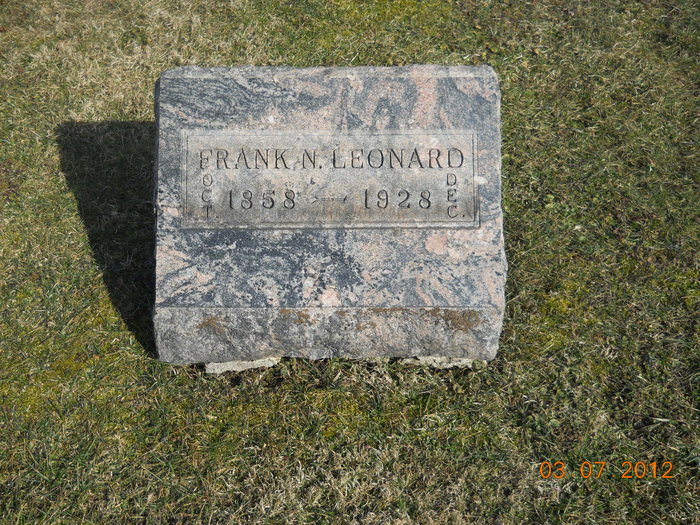 FRANK. N. LEONARD
OCT. 1858 — 1928 DEC.
03 07 2012